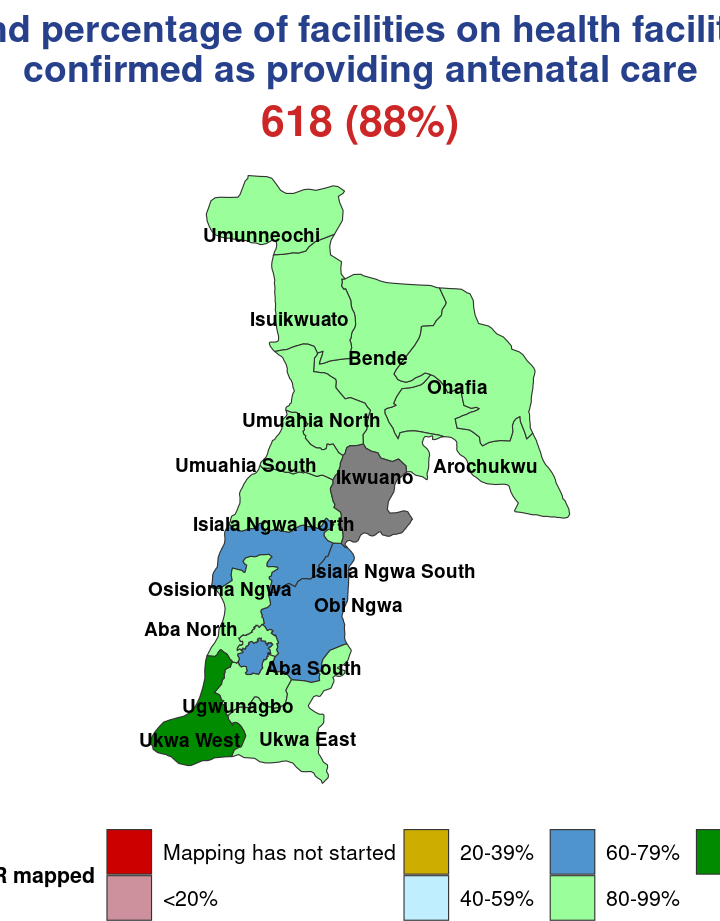 nd percentage of facilities on health facilit
confirmed as providing antenatal care
618 (88%)
Umunneochi
Isuikwuato
Bende
Ohafia
Umuahia North
Umuahia South
Arochukwu
Ikwuano
Isiala Ngwa North
Isiala Ngwa South
Osisioma Ngwa
Obi Ngwa
Aba North
Aba South
Ugwunagbo
Ukwa West
Ukwa East
R mapped
Mapping has not started
20-39%
60-79%
<20%
40-59%
80-99%